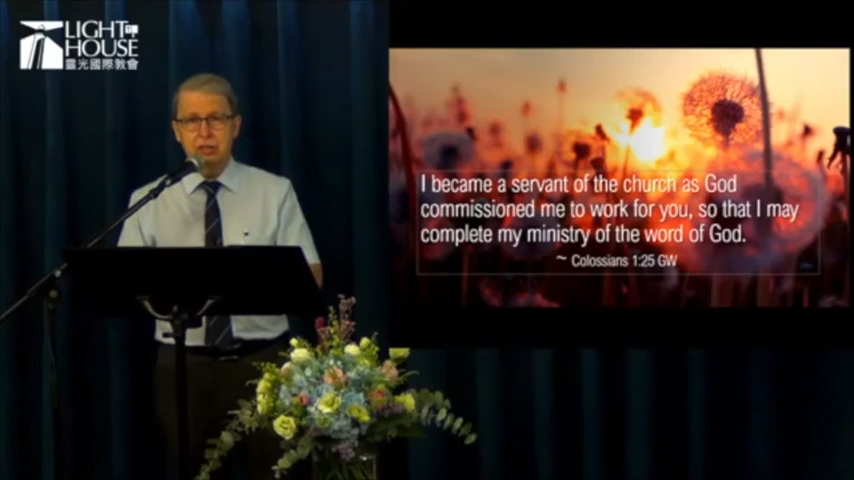 LIGHT
HOUSE
靈光國際教會
I became a servant of the church as God
commissioned me to work for you, so that I may
complete my ministry of the word of God.
~ Colossians 1:25 GW